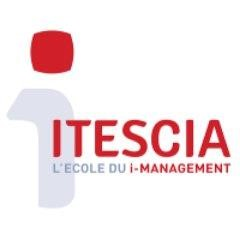 ITESCIA
L'ECOLE DU i-MANAGEMENT